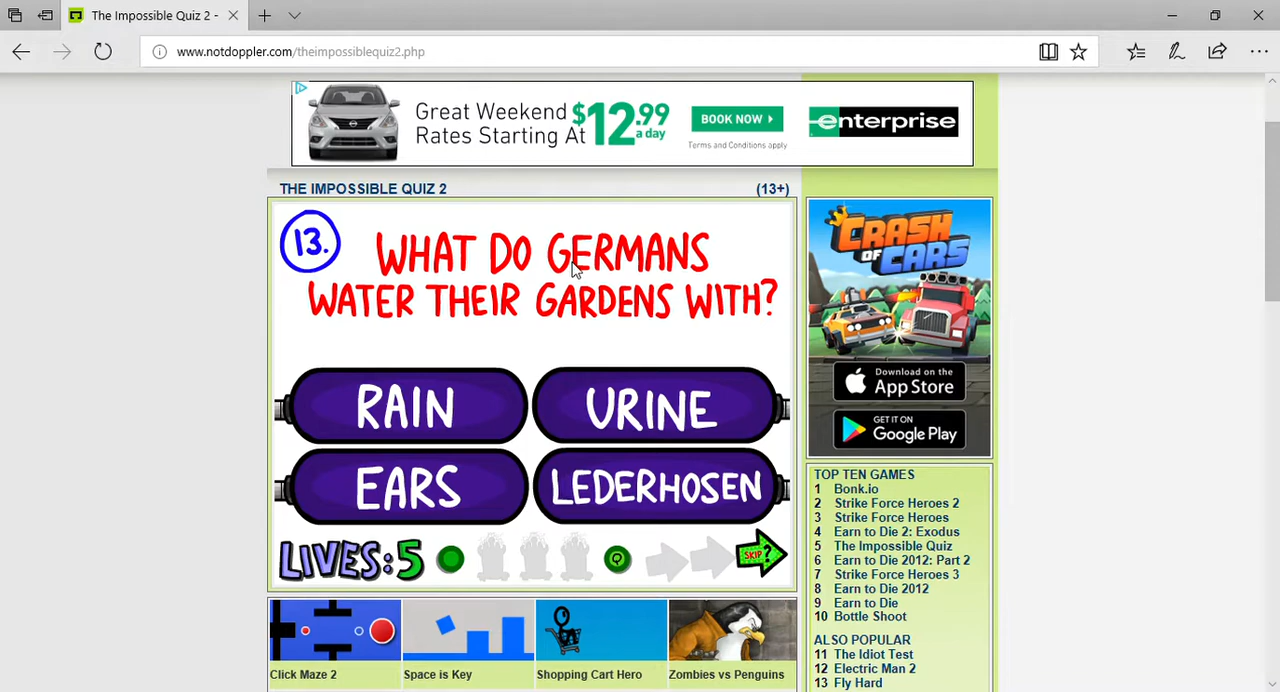 The Impossible Quiz 2 -
www.notdoppler.com/theimpossiblequiz2.php
Great Weekend
Rates Starting At
$12.99
a day
BOOK NOW
Terms and Conditions apply
enterprise
THE IMPOSSIBLE QUIZ 2
(13+)
13.
WHAT DO GERMANS
WATER THEIR GARDENS WITH?
RAIN
URINE
EARS
LEDERHOSEN
LIVES:5
Q
SKIP?
Click Maze 2
Space is Key
Shopping Cart Hero
Zombies vs Penguins
CRASH
OF CARS
Download on the
App Store
GET IT ON
Google Play
TOP TEN GAMES
1 Bonk.io
2 Strike Force Heroes 2
3 Strike Force Heroes
4 Earn to Die 2: Exodus
5 The Impossible Quiz
6 Earn to Die 2012: Part 2
7 Strike Force Heroes 3
8 Earn to Die 2012
9 Earn to Die
10 Bottle Shoot
ALSO POPULAR
11 The Idiot Test
12 Electric Man 2
13 Fly Hard